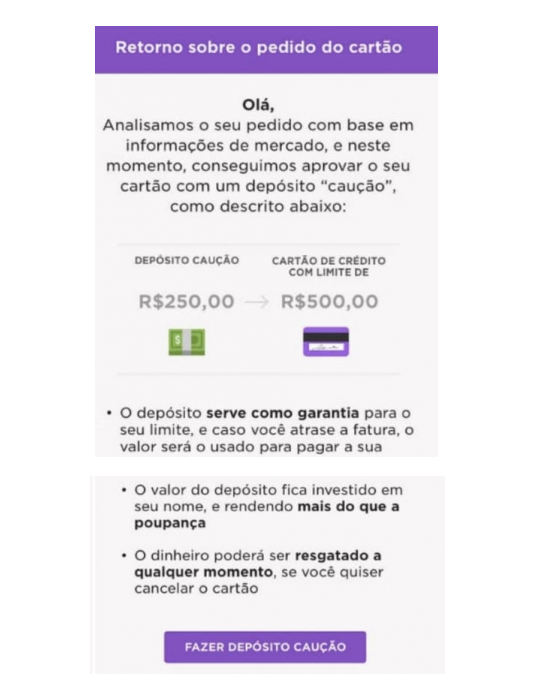 Retorno sobre o pedido do cartão
Olá,
Analisamos o seu pedido com base em
informações de mercado, e neste
momento, conseguimos aprovar o seu
cartão com um depósito “caução”,
como descrito abaixo:
DEPÓSITO CAUÇÃO
R$250,00
CARTÃO DE CRÉDITO
COM LIMITE DE
R$500,00
• O depósito serve como garantia para o
seu limite, e caso você atrase a fatura, o
valor será o usado para pagar a sua
• O valor do depósito fica investido em
seu nome, e rendendo mais do que a
poupança
• O dinheiro poderá ser resgatado a
qualquer momento, se você quiser
cancelar o cartão
FAZER DEPÓSITO CAUÇÃO